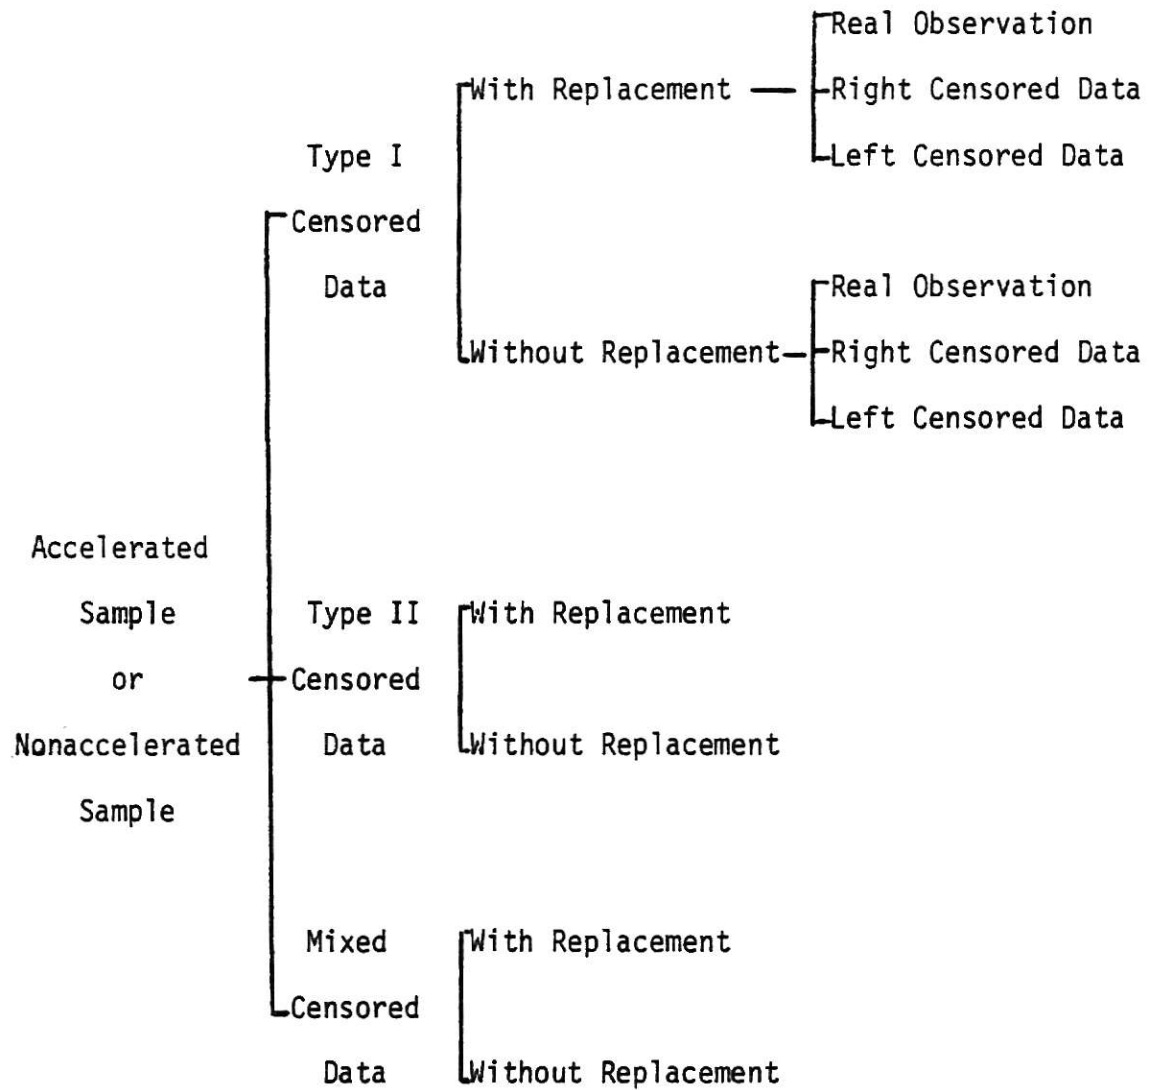 Real Observation
With Replacement
Right Censored Data
Type I
Left Censored Data
Censored
Data
Real Observation
Without Replacement
Right Censored Data
Left Censored Data
Accelerated
Sample
or
Nonaccelerated
Sample
Type II
Censored
Data
With Replacement
Without Replacement
Mixed
Censored
Data
With Replacement
Without Replacement